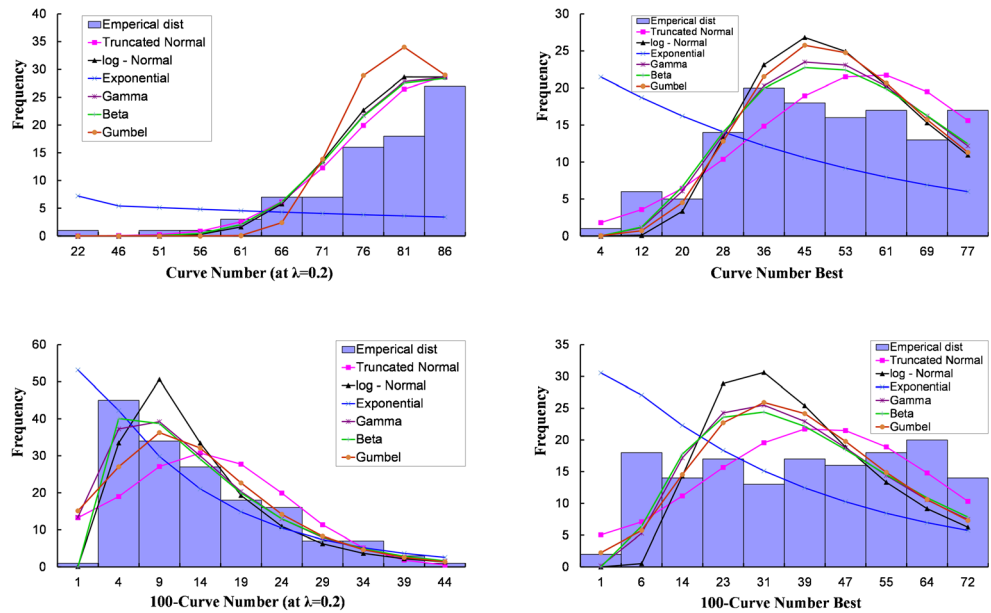 40
35
30
25
20
15
10
5
0
Frequency
Emperical dist
Truncated Normal
log - Normal
Exponential
Gamma
Beta
Gumbel
22 46 51 56 61 66 71 76 81 86
Curve Number (at λ=0.2)
30
25
20
15
10
5
0
Frequency
Emperical dist
Truncated Normal
log - Normal
Exponential
Gamma
Beta
Gumbel
4 12 20 28 36 45 53 61 69 77
Curve Number Best
60
50
40
30
20
10
0
Frequency
Emperical dist
Truncated Normal
log - Normal
Exponential
Gamma
Beta
Gumbel
1 4 9 14 19 24 29 34 39 44
100-Curve Number (at λ=0.2)
35
30
25
20
15
10
5
0
Frequency
Emperical dist
Truncated Normal
log - Normal
Exponential
Gamma
Beta
Gumbel
1 6 14 23 31 39 47 55 64 72
100-Curve Number Best